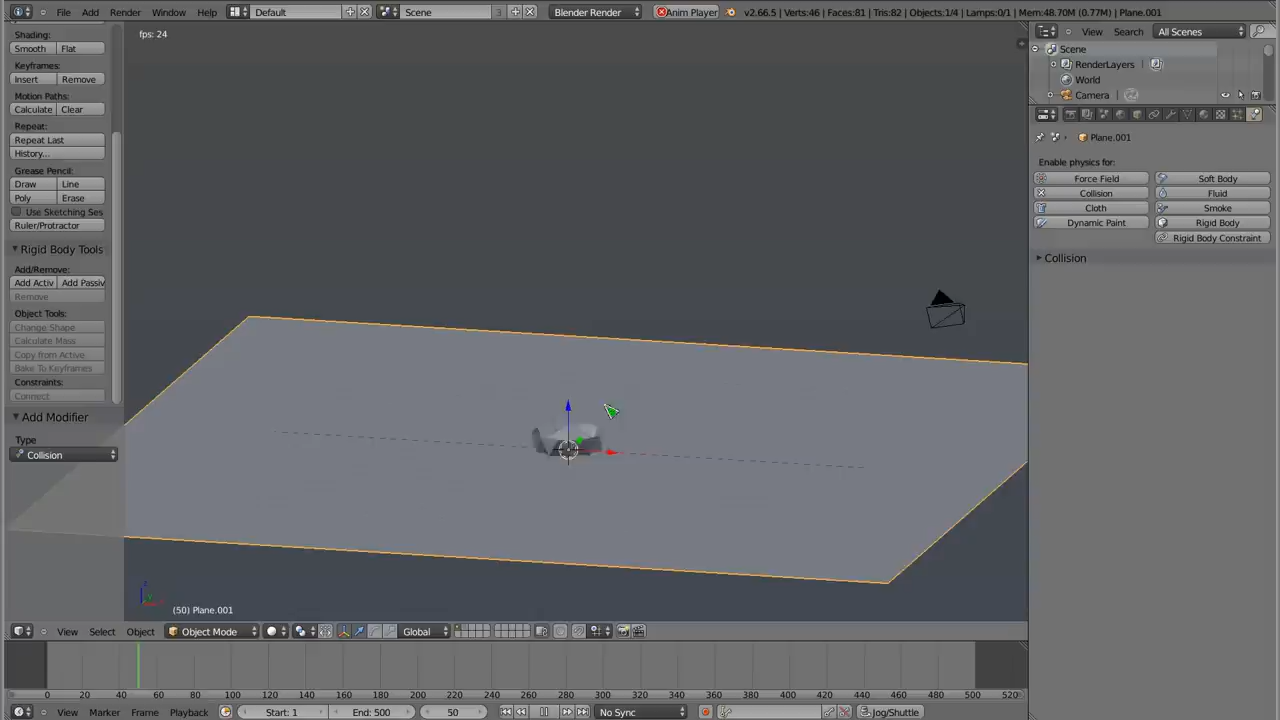 File Add Render Window Help Default Scene 3 Blender Render Anim Player v2.66.5 | Verts:46 | Faces:81 | Tris:82 | Objects:1/4 | Lamps:0/1 | Mem:48.70M (0.77M) | Plane.001
Shading:
Smooth Flat
Keyframes:
Insert Remove
Motion Paths:
Calculate Clear
Repeat:
Repeat Last
History...
Grease Pencil:
Draw Line
Poly Erase
Use Sketching Ses
Ruler/Protractor
Rigid Body Tools
Add/Remove:
Add Activ Add Passiv
Remove
Object Tools:
Change Shape
Calculate Mass
Copy from Active
Bake To Keyframes
Constraints:
Connect
Add Modifier
Type
Collision
fps: 24
(50) Plane.001
View Search All Scenes
Scene
RenderLayers
World
Camera
Plane.001
Enable physics for:
Force Field Soft Body
Collision Fluid
Cloth Smoke
Dynamic Paint Rigid Body
Rigid Body Constraint
Collision
View Select Object Object Mode Global
0 20 40 60 80 100 120 140 160 180 200 220 240 260 280 300 320 340 360 380 400 420 440 460 480 500 520
View Marker Frame Playback Start: 1 End: 500 50 No Sync Jog/Shuttle